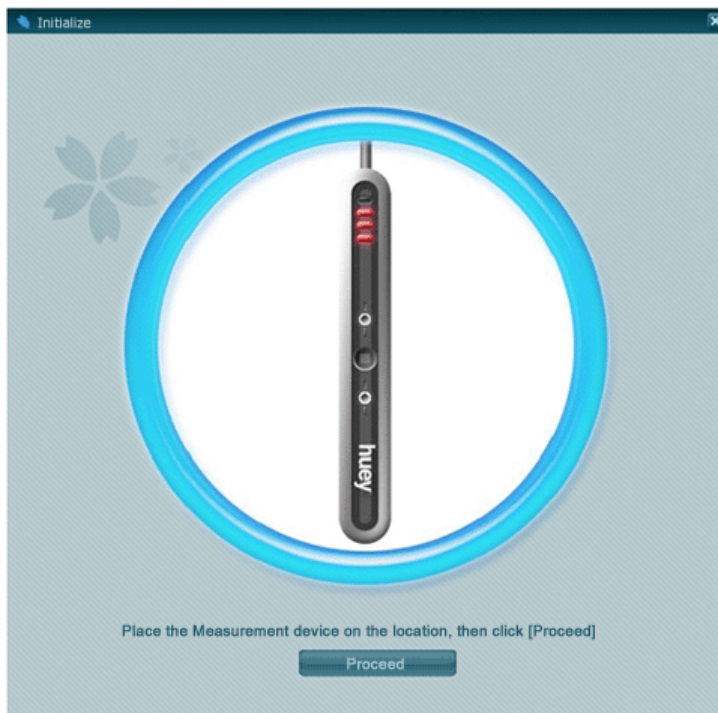 Initialize
huey
Place the Measurement device on the location, then click [Proceed]
Proceed